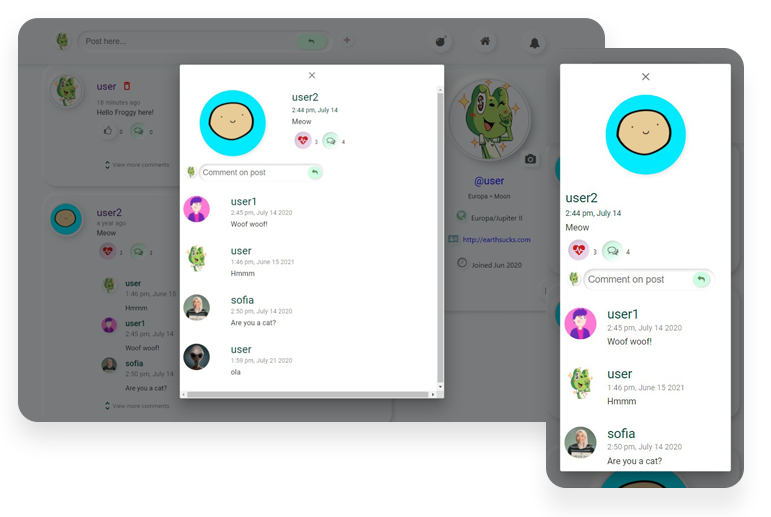 Post here...
user
18 minutes ago
Hello Froggy here!
0 0
View more comments
user2
a year ago
Meow
3 4
user
1:46 pm, June 15
Hmmm
user1
2:45 pm, July 14
Woof woof!
sofia
2:50 pm, July 14
Are you a cat?
View more comments
user2
2:44 pm, July 14
Meow
3 4
Comment on post
user1
2:45 pm, July 14 2020
Woof woof!
user
1:46 pm, June 15 2021
Hmmm
sofia
2:50 pm, July 14 2020
Are you a cat?
user
1:59 pm, July 21 2020
ola
@user
Europa - Moon
Europa/Jupiter II
http://earthsucks.com
Joined Jun 2020
user2
2:44 pm, July 14
Meow
3 4
Comment on post
user1
2:45 pm, July 14 2020
Woof woof!
user
1:46 pm, June 15 2021
Hmmm
sofia
2:50 pm, July 14 2020
Are you a cat?